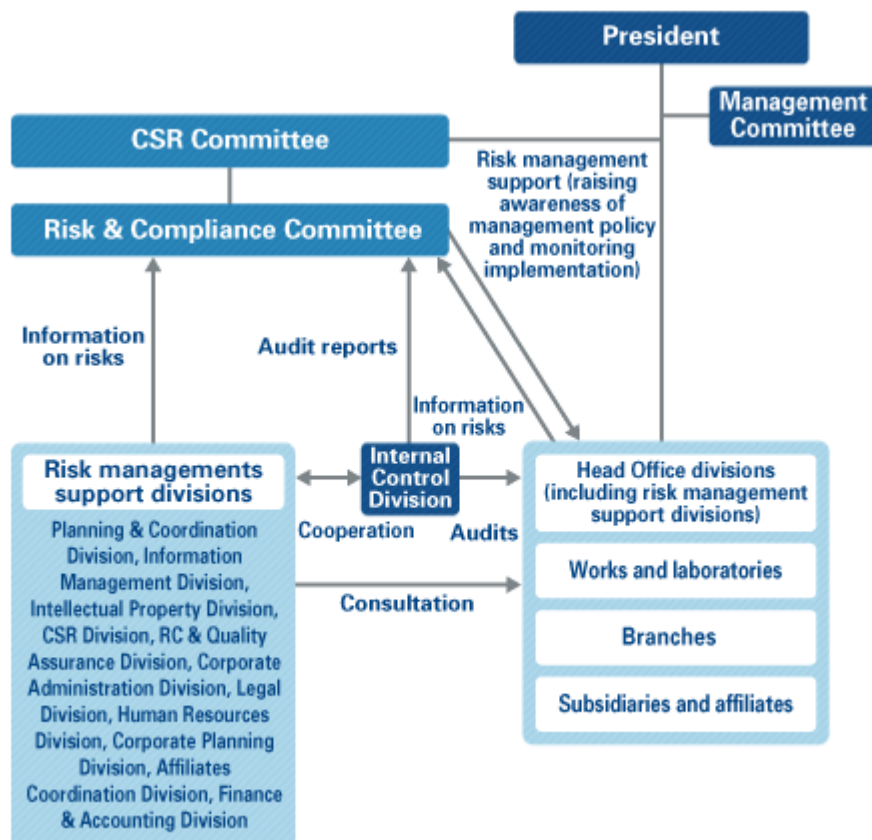 President
Management
Committee
CSR Committee
Risk management
support (raising
awareness of
management policy
and monitoring
implementation)
Risk & Compliance Committee
Information
on risks
Audit reports
Information
on risks
Risk managements
support divisions
Planning & Coordination
Division, Information
Management Division,
Intellectual Property Division,
CSR Division, RC & Quality
Assurance Division, Corporate
Administration Division, Legal
Division, Human Resources
Division, Corporate Planning
Division, Affiliates
Coordination Division, Finance
& Accounting Division
Internal
Control
Division
Cooperation
Audits
Consultation
Head Office divisions
(including risk management
support divisions)
Works and laboratories
Branches
Subsidiaries and affiliates